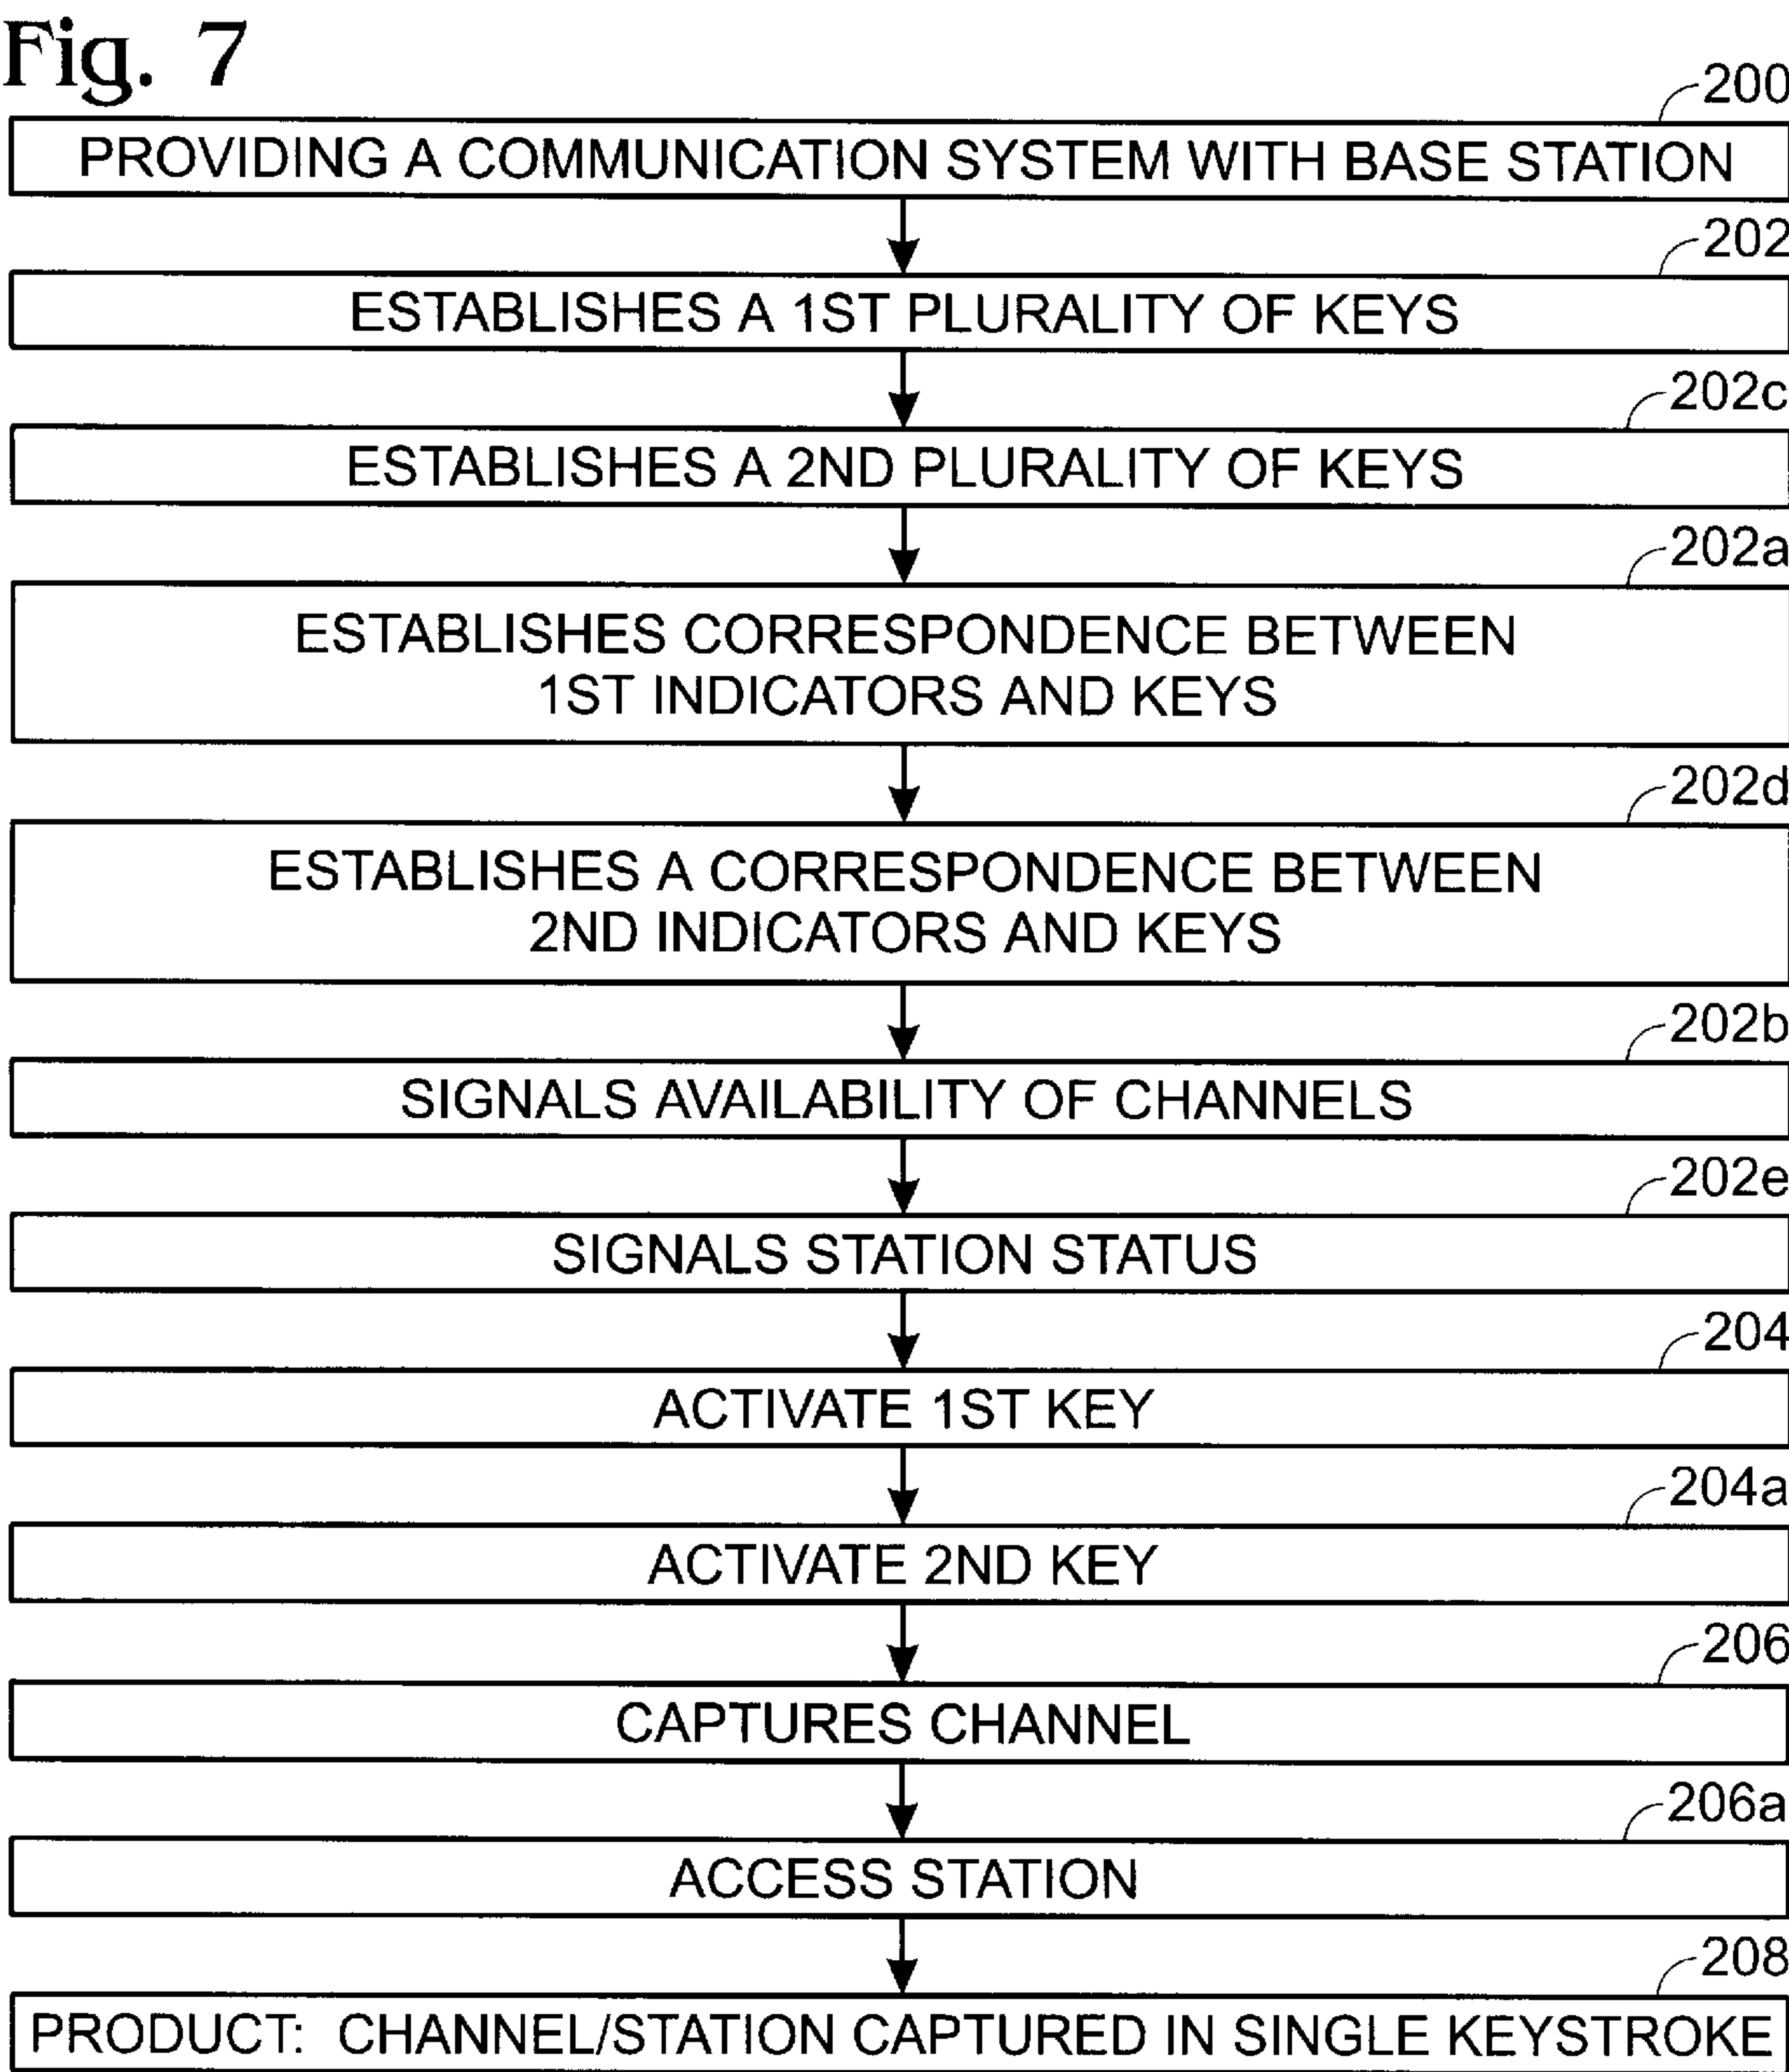 Fig. 7
200
PROVIDING A COMMUNICATION SYSTEM WITH BASE STATION
202
ESTABLISHES A 1ST PLURALITY OF KEYS
202c
ESTABLISHES A 2ND PLURALITY OF KEYS
202a
ESTABLISHES CORRESPONDENCE BETWEEN
1ST INDICATORS AND KEYS
202d
ESTABLISHES A CORRESPONDENCE BETWEEN
2ND INDICATORS AND KEYS
202b
SIGNALS AVAILABILITY OF CHANNELS
202e
SIGNALS STATION STATUS
204
ACTIVATE 1ST KEY
204a
ACTIVATE 2ND KEY
206
CAPTURES CHANNEL
206a
ACCESS STATION
208
PRODUCT: CHANNEL/STATION CAPTURED IN SINGLE KEYSTROKE